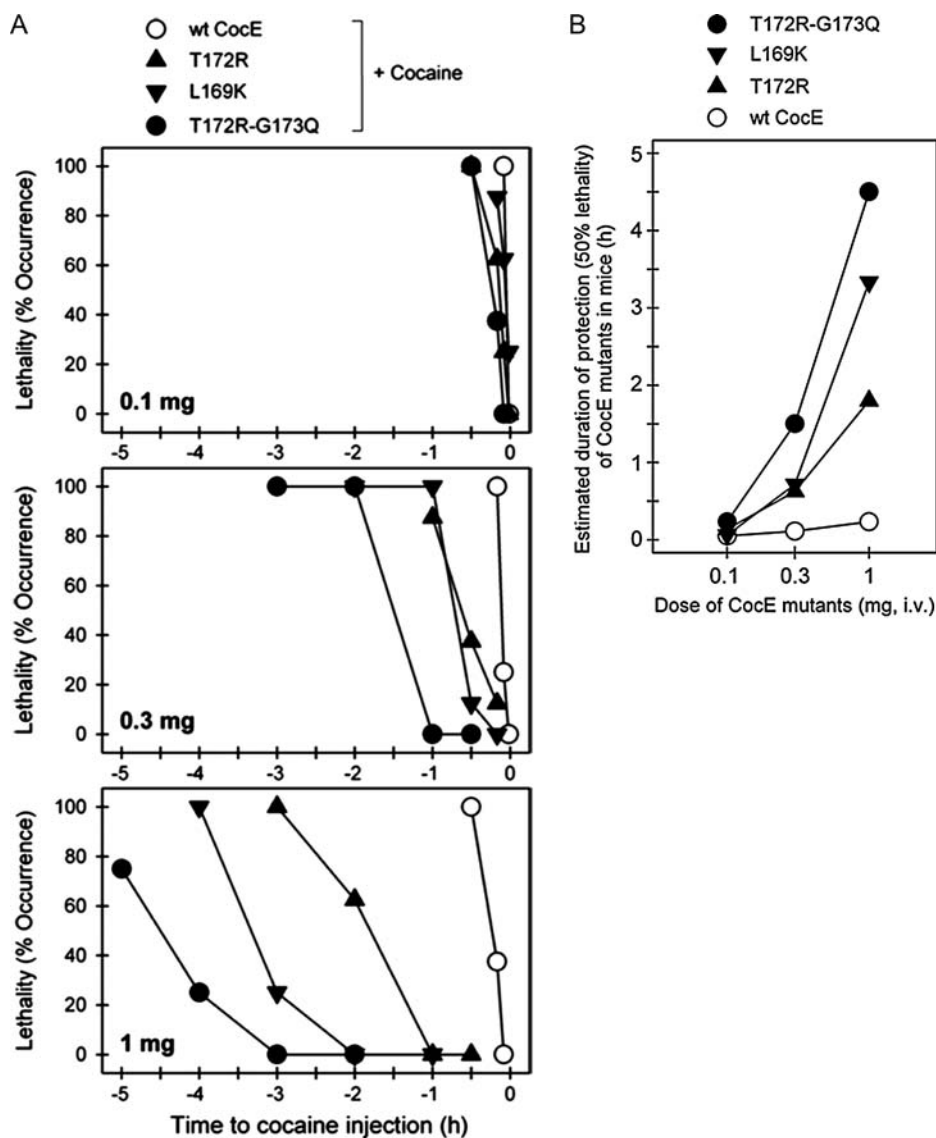 A
wt CocE
T172R
L169K
T172R-G173Q
+ Cocaine
Lethality (% Occurrence)
100
80
60
40
20
0
0.1 mg
-5 -4 -3 -2 -1 0
Lethality (% Occurrence)
100
80
60
40
20
0
0.3 mg
-5 -4 -3 -2 -1 0
Lethality (% Occurrence)
100
80
60
40
20
0
1 mg
-5 -4 -3 -2 -1 0
Time to cocaine injection (h)
B
T172R-G173Q
L169K
T172R
wt CocE
Estimated duration of protection (50% lethality)
of CocE mutants in mice (h)
5
4
3
2
1
0
0.1 0.3 1
Dose of CocE mutants (mg, i.v.)